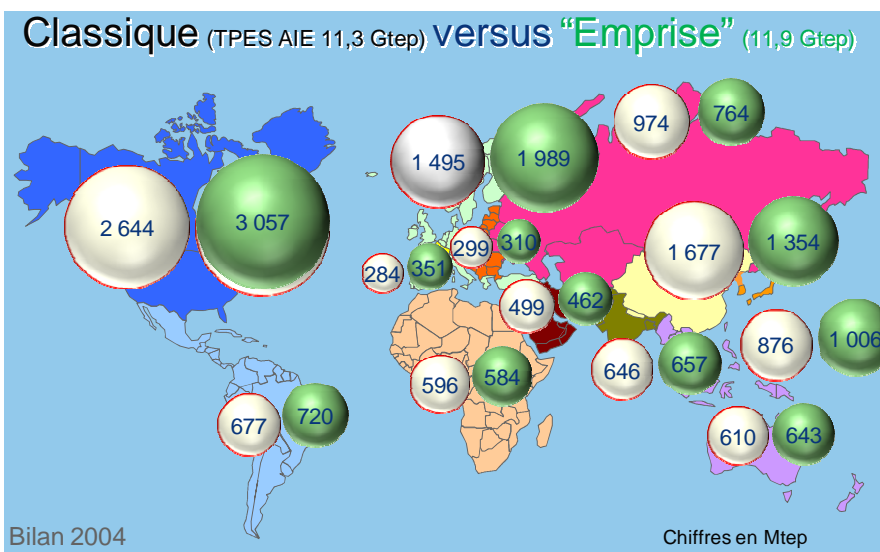 Classique (TPES AIE 11,3 Gtep) versus “Emprise” (11,9 Gtep)
974 764
1 495 1 989
2 644 3 057
299 310
1 677 1 354
284 351
499 462
876 1 006
646 657
596 584
677 720
610 643
Bilan 2004
Chiffres en Mtep